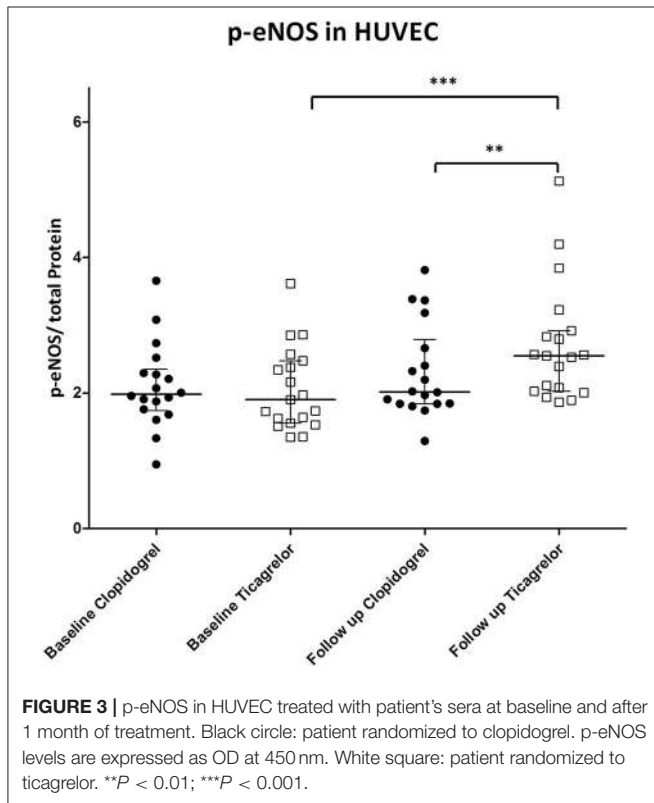 p-eNOS in HUVEC
***
**
p-eNOS/ total Protein
6
4
2
0
Baseline Clopidogrel
Baseline Ticagrelor
Follow up Clopidogrel
Follow up Ticagrelor
FIGURE 3 | p-eNOS in HUVEC treated with patient's sera at baseline and after
1 month of treatment. Black circle: patient randomized to clopidogrel. p-eNOS
levels are expressed as OD at 450 nm. White square: patient randomized to
ticagrelor. **P < 0.01; ***P < 0.001.